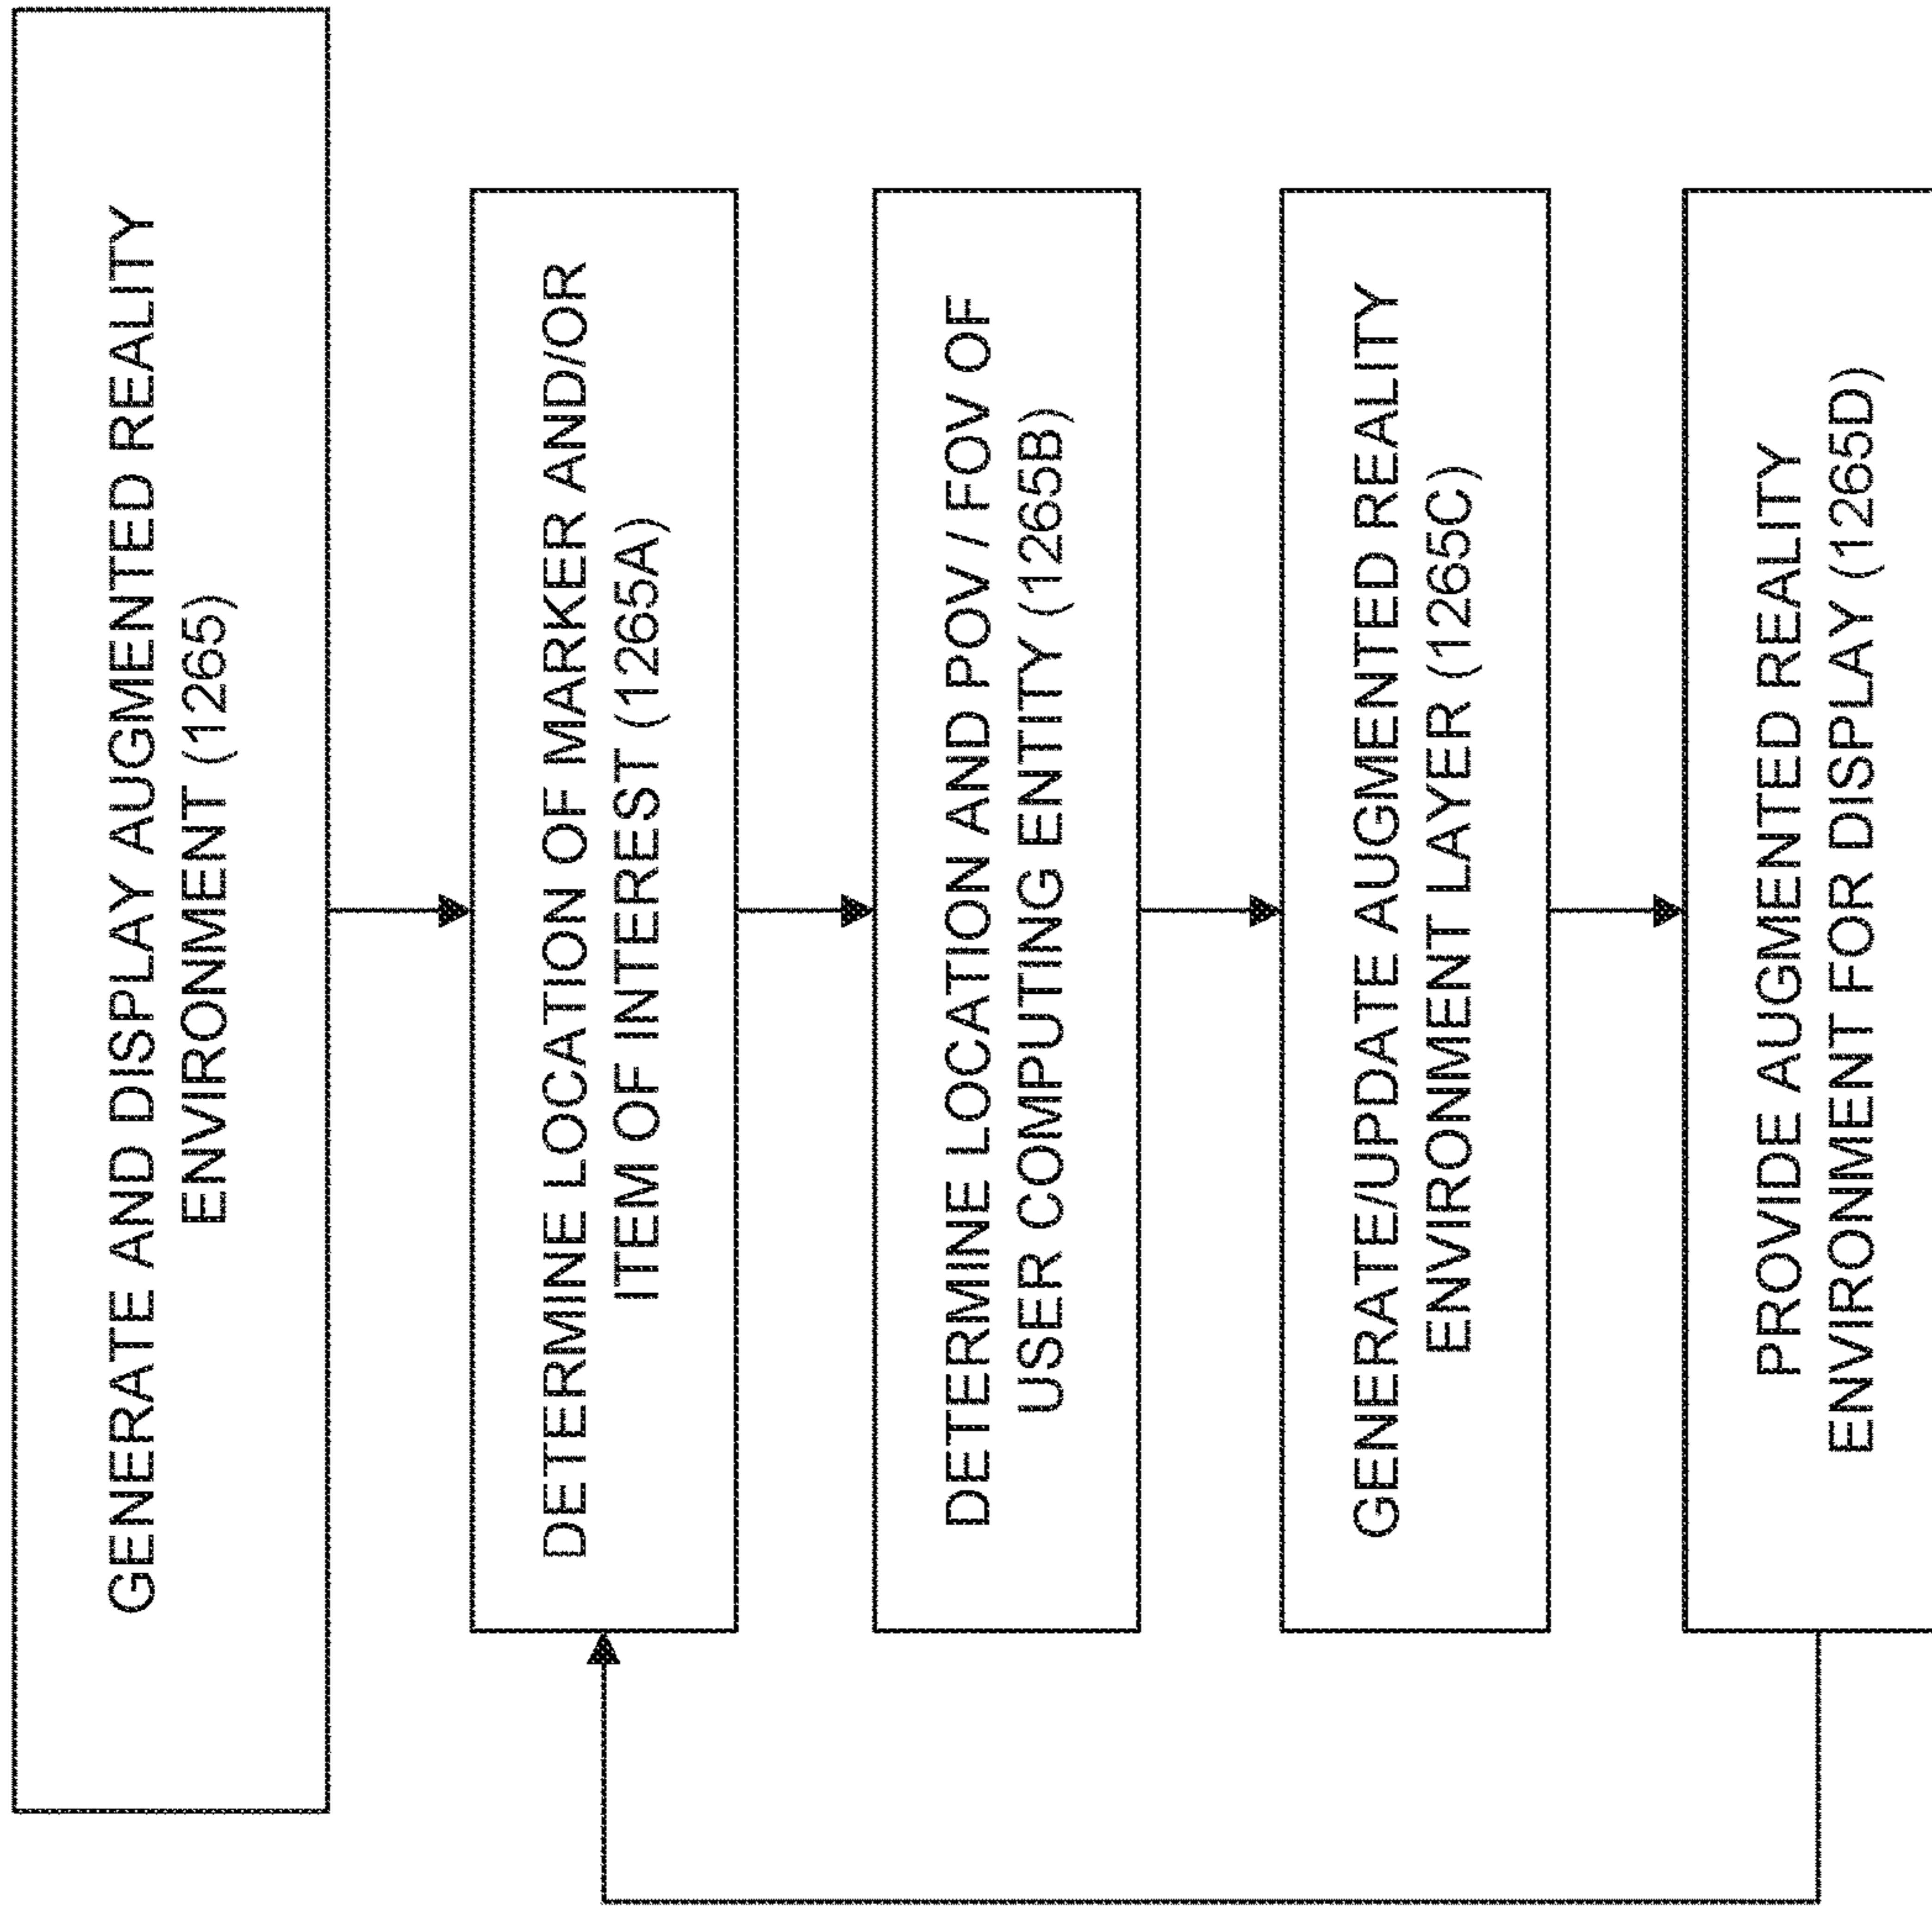 GENERATE AND DISPLAY AUGMENTED REALITY
ENVIRONMENT (1265)
DETERMINE LOCATION OF MARKER AND/OR
ITEM OF INTEREST (1265A)
DETERMINE LOCATION AND POV / FOV OF
USER COMPUTING ENTITY (1265B)
GENERATE/UPDATE AUGMENTED REALITY
ENVIRONMENT LAYER (1265C)
PROVIDE AUGMENTED REALITY
ENVIRONMENT FOR DISPLAY (1265D)